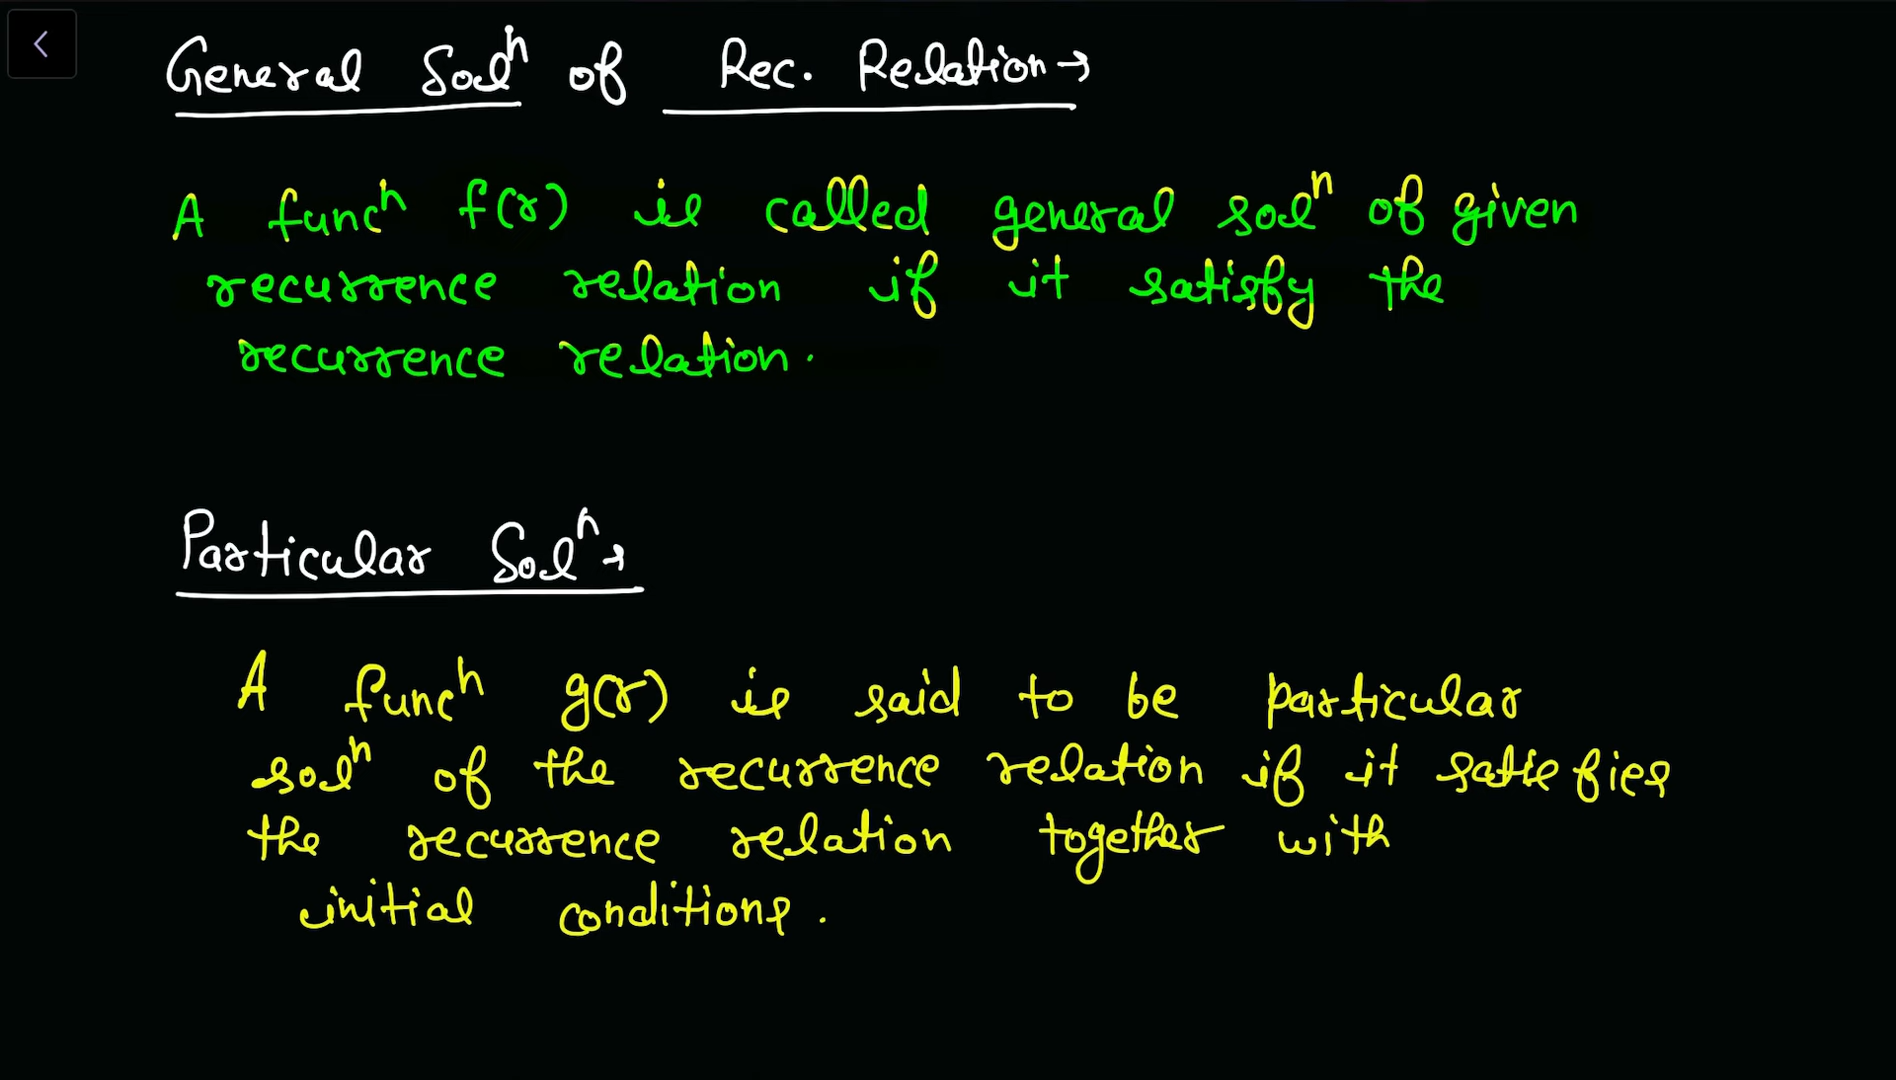 General Solⁿ of Rec. Relation→
A funcⁿ f(r) is called general solⁿ of given
recurrence relation if it satisfy the
recurrence relation.
Particular Solⁿ→
A funcⁿ g(r) is said to be particular
solⁿ of the recurrence relation if it satisfies
the recurrence relation together with
initial conditions.